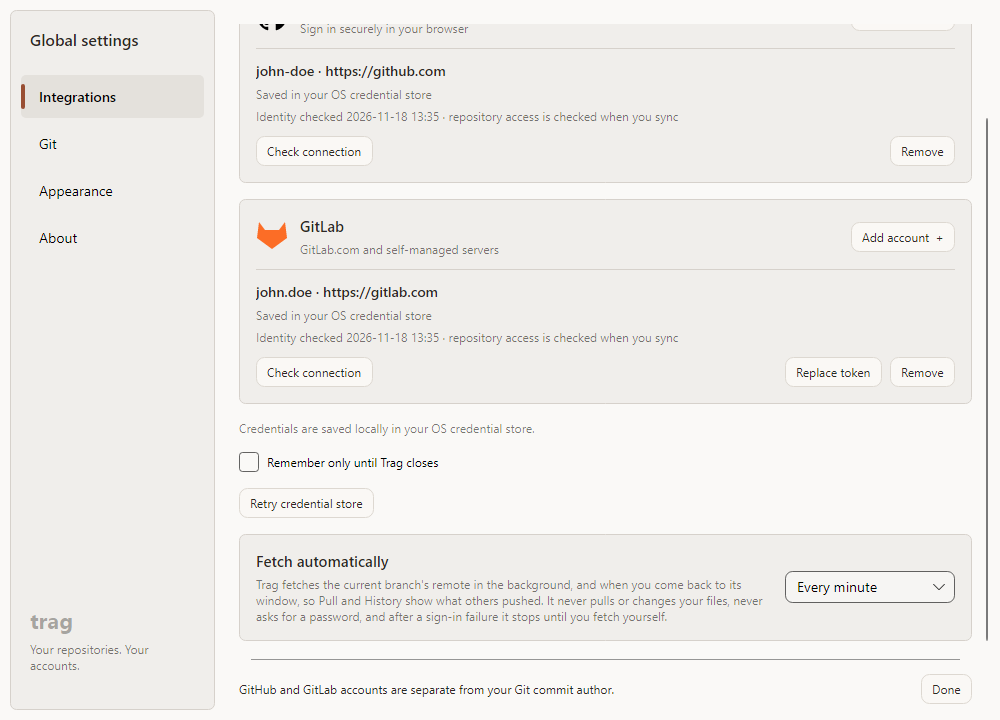 Global settings
Integrations
Git
Appearance
About
trag
Your repositories. Your
accounts.
Sign in securely in your browser
john-doe · https://github.com
Saved in your OS credential store
Identity checked 2026-11-18 13:35 · repository access is checked when you sync
Check connection
Remove
GitLab
GitLab.com and self-managed servers
Add account +
john.doe · https://gitlab.com
Saved in your OS credential store
Identity checked 2026-11-18 13:35 · repository access is checked when you sync
Check connection
Replace token
Remove
Credentials are saved locally in your OS credential store.
Remember only until Trag closes
Retry credential store
Fetch automatically
Trag fetches the current branch's remote in the background, and when you come back to its
window, so Pull and History show what others pushed. It never pulls or changes your files, never
asks for a password, and after a sign-in failure it stops until you fetch yourself.
Every minute
GitHub and GitLab accounts are separate from your Git commit author.
Done